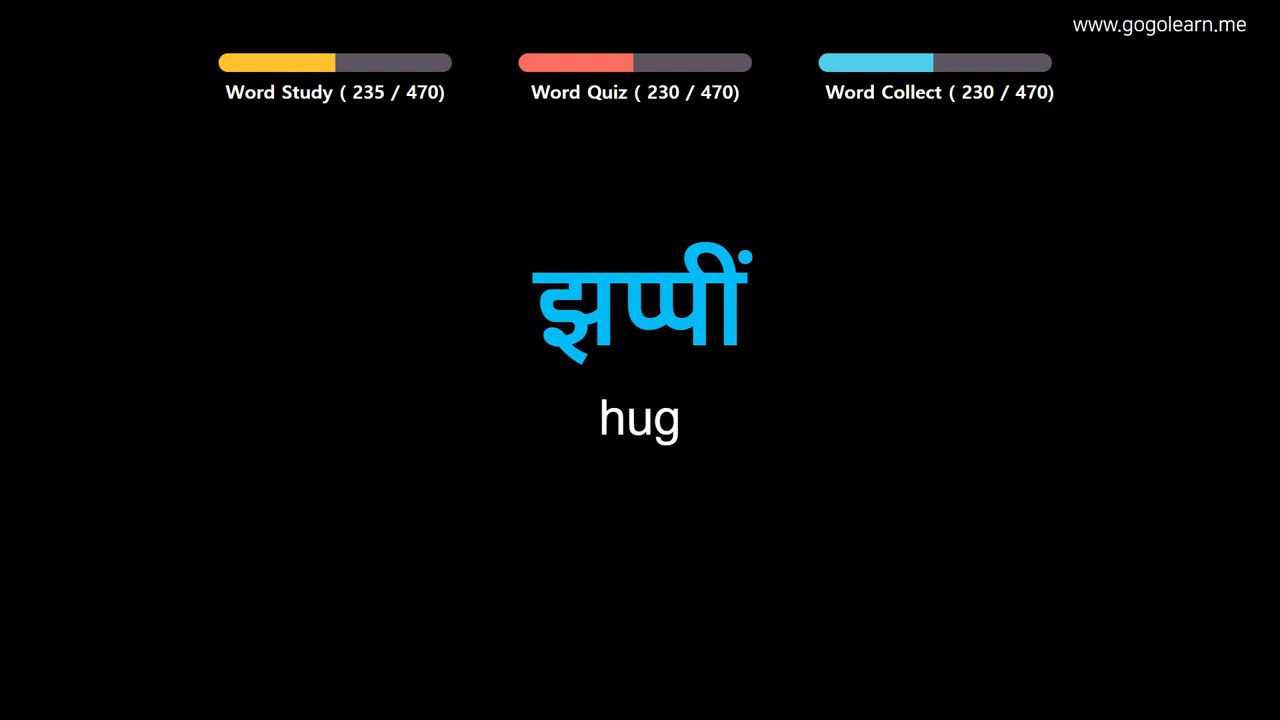 www.gogolearn.me
Word Study ( 235 / 470)
Word Quiz ( 230 / 470)
Word Collect ( 230 / 470)
झप्पीं
hug